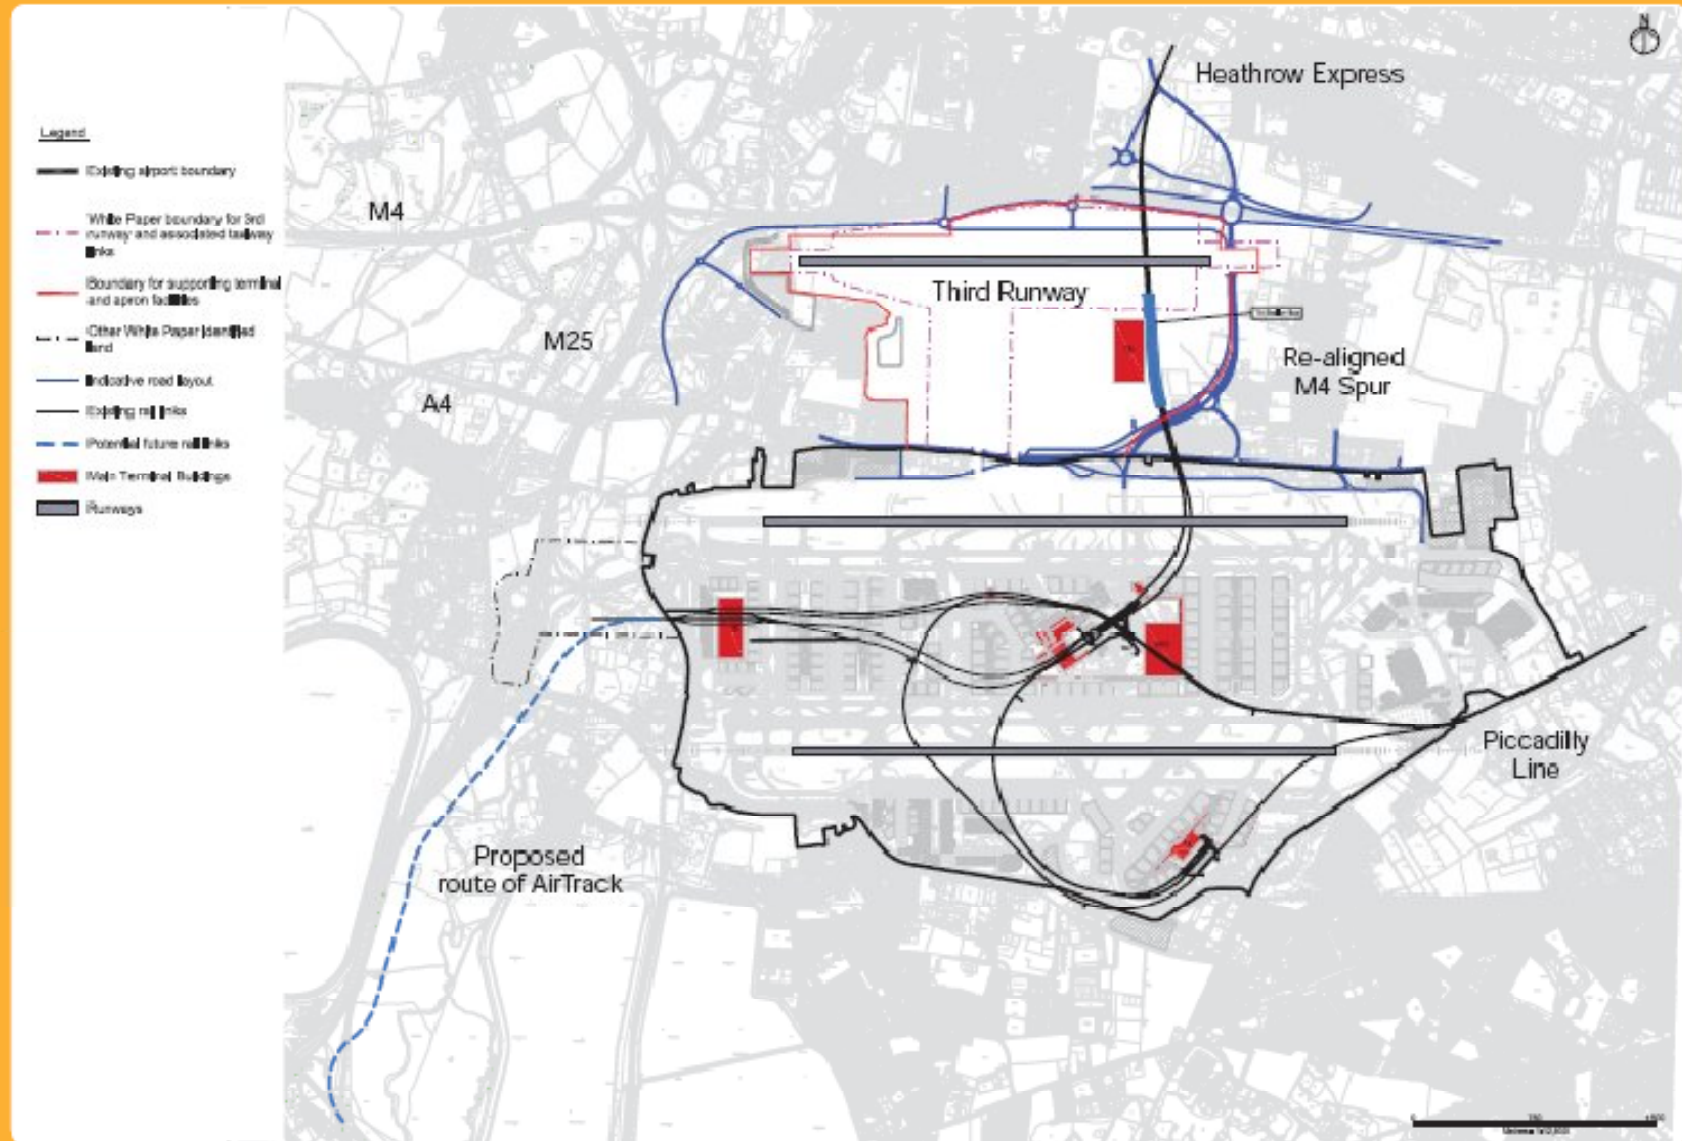 N
Heathrow Express
Legend
Existing airport boundary
White Paper boundary for 3rd
runway and associated taxiway
links
Boundary for supporting terminal
and apron facilities
Other White Paper identified
land
Indicative road layout
Existing rail links
Potential future rail links
Main Terminal Buildings
Runways
M4
M25
A4
Third Runway
Re-aligned
M4 Spur
Piccadilly
Line
Proposed
route of AirTrack